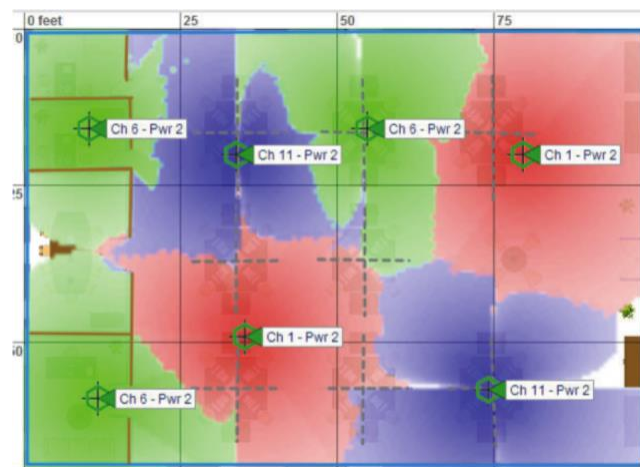 0 feet 25 50 75
0
Ch 6 - Pwr 2 Ch 6 - Pwr 2
Ch 11 - Pwr 2 Ch 1 - Pwr 2
25
Ch 1 - Pwr 2
50
Ch 11 - Pwr 2
Ch 6 - Pwr 2